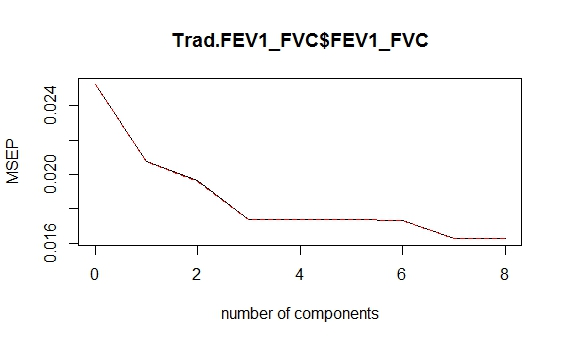 Trad.FEV1_FVC$FEV1_FVC
0.024
0.020
0.016
MSEP
0 2 4 6 8
number of components